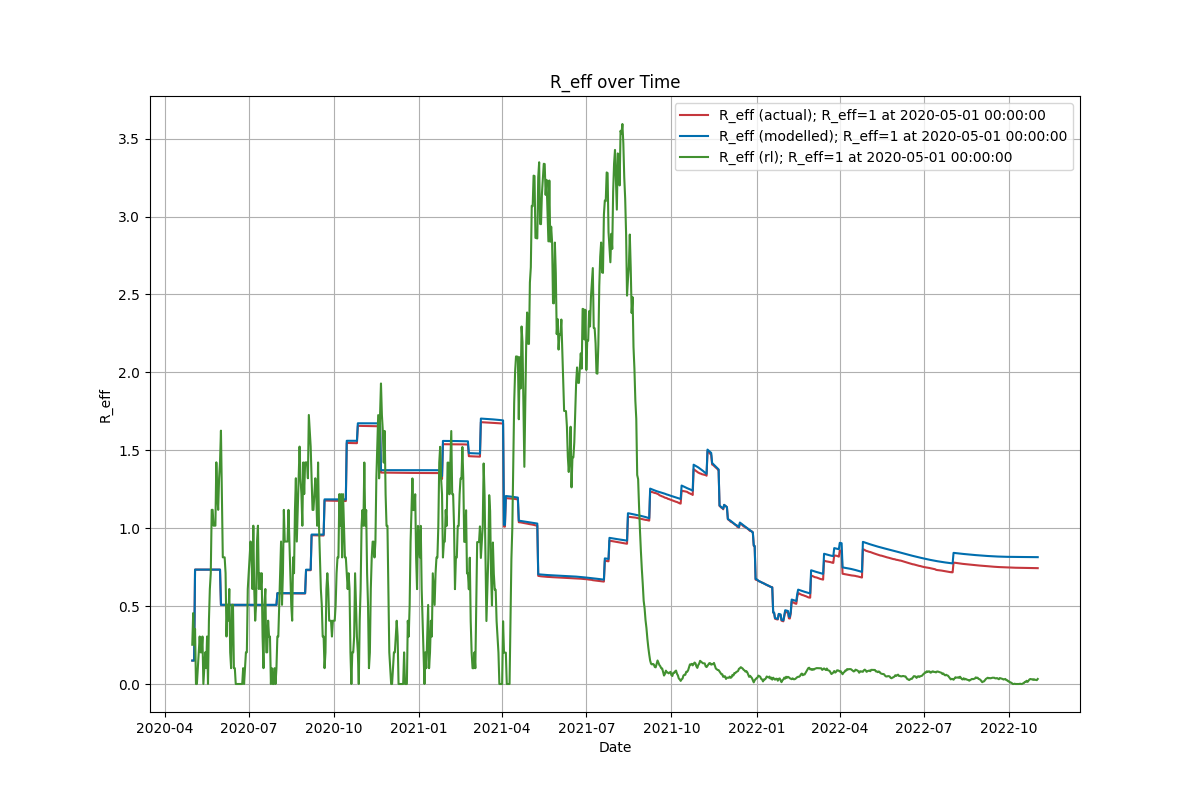 R_eff over Time
R_eff (actual); R_eff=1 at 2020-05-01 00:00:00
R_eff (modelled); R_eff=1 at 2020-05-01 00:00:00
R_eff (rl); R_eff=1 at 2020-05-01 00:00:00
R_eff
3.5
3.0
2.5
2.0
1.5
1.0
0.5
0.0
2020-04 2020-07 2020-10 2021-01 2021-04 2021-07 2021-10 2022-01 2022-04 2022-07 2022-10
Date